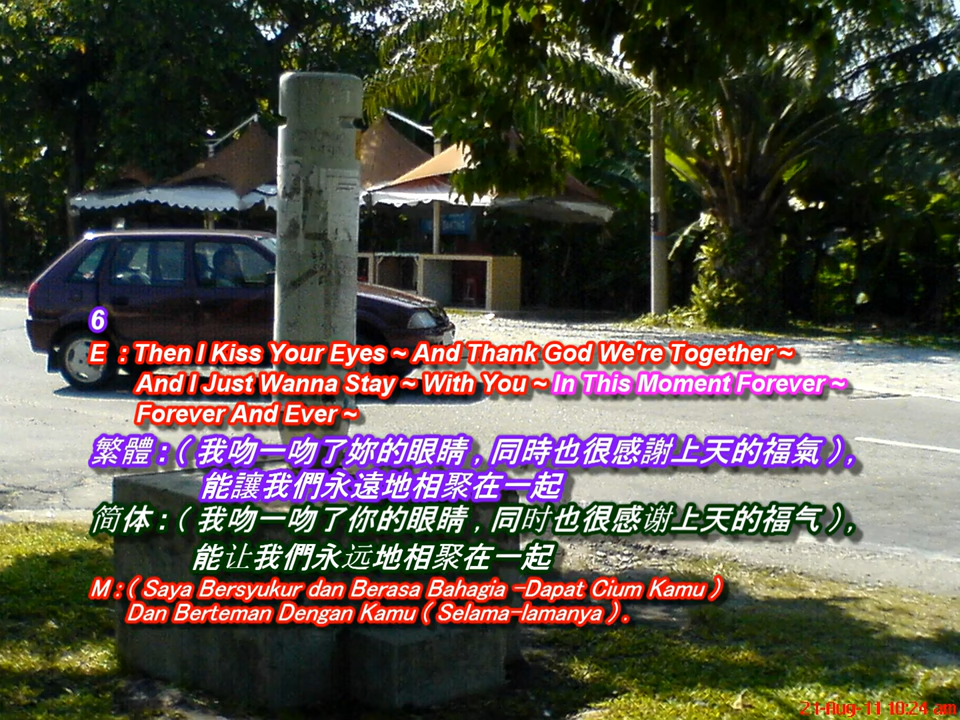 6
E : Then I Kiss Your Eyes ~ And Thank God We're Together ~
And I Just Wanna Stay ~ With You ~ In This Moment Forever ~
Forever And Ever ~
繁體 : ( 我吻一吻了妳的眼睛 , 同時也很感謝上天的福氣 ) ,
能讓我們永遠地相聚在一起
简体 : ( 我吻一吻了你的眼睛 , 同时也很感谢上天的福气 ) ,
能让我們永远地相聚在一起
M : ( Saya Bersyukur dan Berasa Bahagia -Dapat Cium Kamu )
Dan Berteman Dengan Kamu ( Selama-lamanya ) .
21-Aug-11 10:24 am